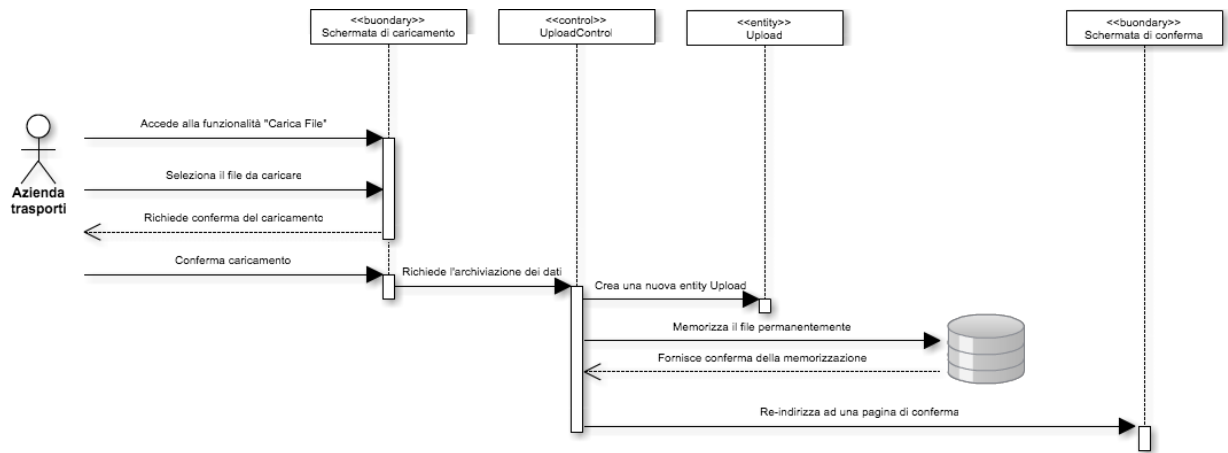 <<buondary>>
Schermata di caricamento
<<control>>
UploadControl
<<entity>>
Upload
<<buondary>>
Schermata di conferma
Accede alla funzionalità "Carica File"
Azienda
trasporti
Seleziona il file da caricare
Richiede conferma del caricamento
Conferma caricamento
Richiede l'archiviazione dei dati
Crea una nuova entity Upload
Memorizza il file permanentemente
Fornisce conferma della memorizzazione
Re-indirizza ad una pagina di conferma